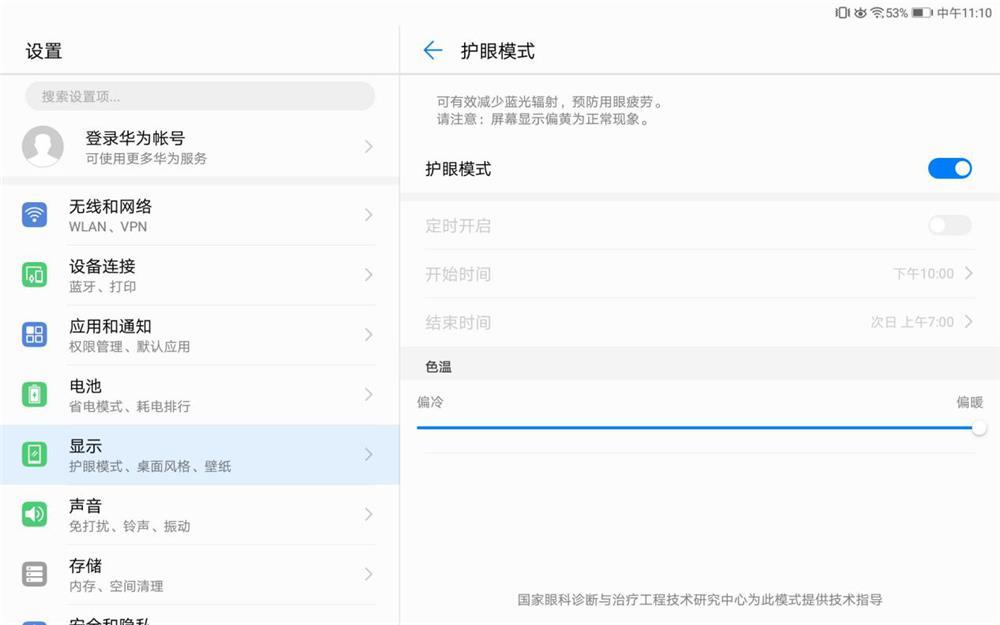 53% 中午11:10
设置
搜索设置项...
登录华为帐号
可使用更多华为服务
无线和网络
WLAN、VPN
设备连接
蓝牙、打印
应用和通知
权限管理、默认应用
电池
省电模式、耗电排行
显示
护眼模式、桌面风格、壁纸
声音
免打扰、铃声、振动
存储
内存、空间清理
安全和隐私
护眼模式
可有效减少蓝光辐射，预防用眼疲劳。
请注意：屏幕显示偏黄为正常现象。
护眼模式
定时开启
开始时间 下午10:00
结束时间 次日 上午7:00
色温
偏冷 偏暖
国家眼科诊断与治疗工程技术研究中心为此模式提供技术指导